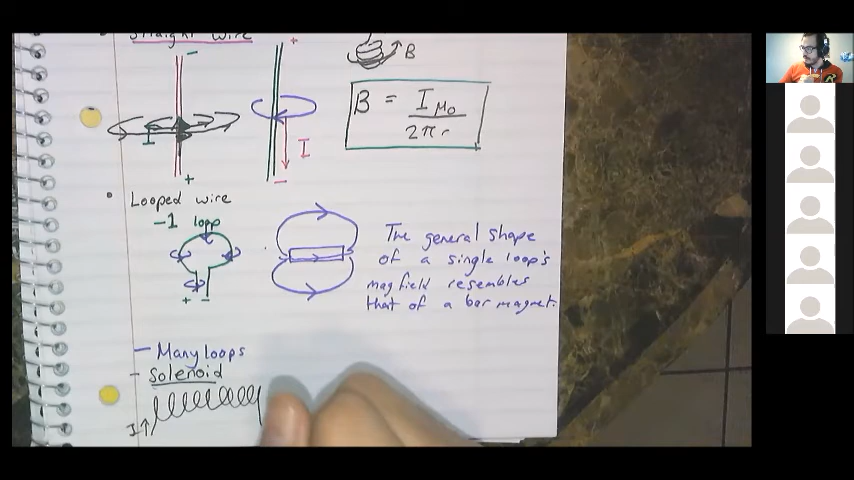 Straight wire
-
+
I
+
I
-
B
B = Iμ₀ / 2πr
• Looped wire
-1 loop
+ -
The general shape
of a single loop's
mag field resembles
that of a bar magnet.
- Many loops
- Solenoid
I↑